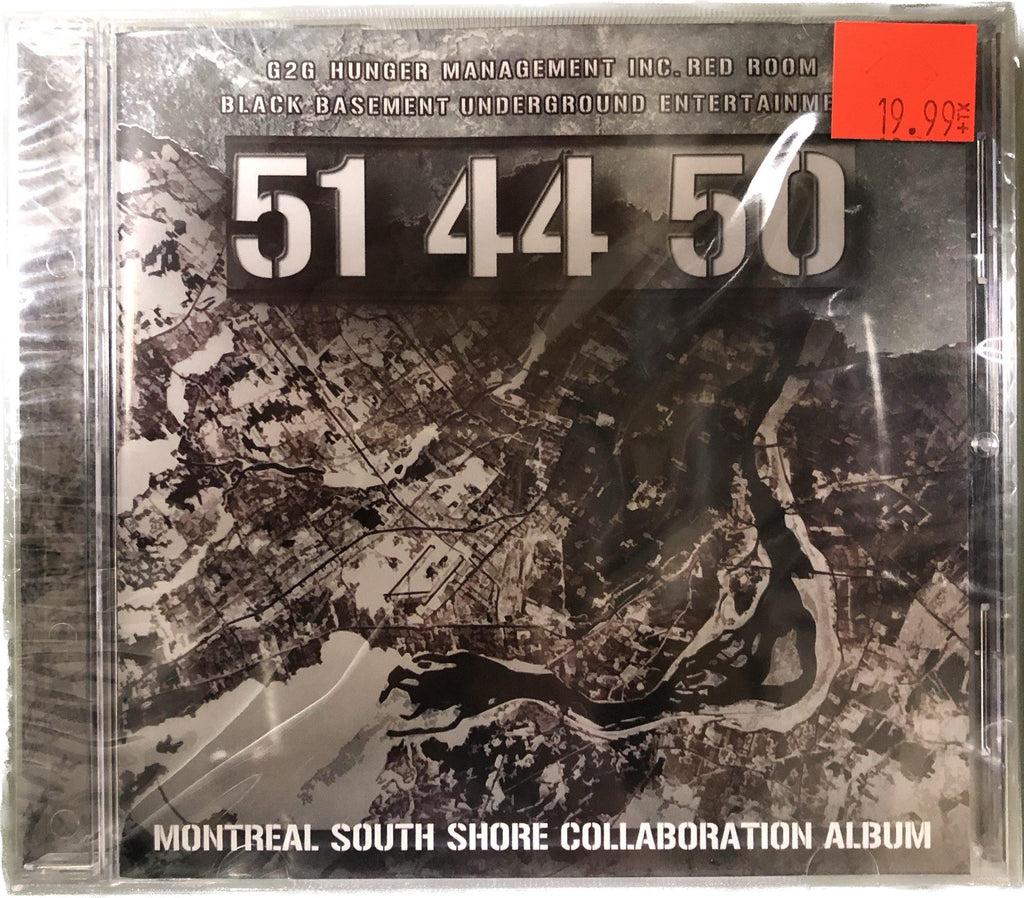 G2G HUNGER MANAGEMENT INC. RED ROOM
BLACK BASEMENT UNDERGROUND ENTERTAINME
19.99 +TX
51 44 50
MONTREAL SOUTH SHORE COLLABORATION ALBUM